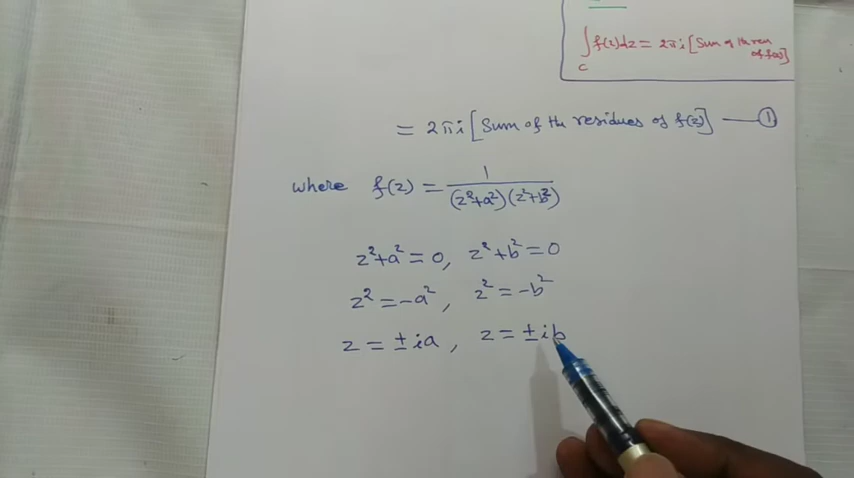 ∫f(z)dz = 2πi[Sum of the res
C of f(z)]
= 2πi[Sum of the residues of f(z)] —— ①
where f(z) = 1/((z²+a²)(z²+b²))
z²+a² = 0, z²+b² = 0
z² = -a², z² = -b²
z = ±ia, z = ±ib